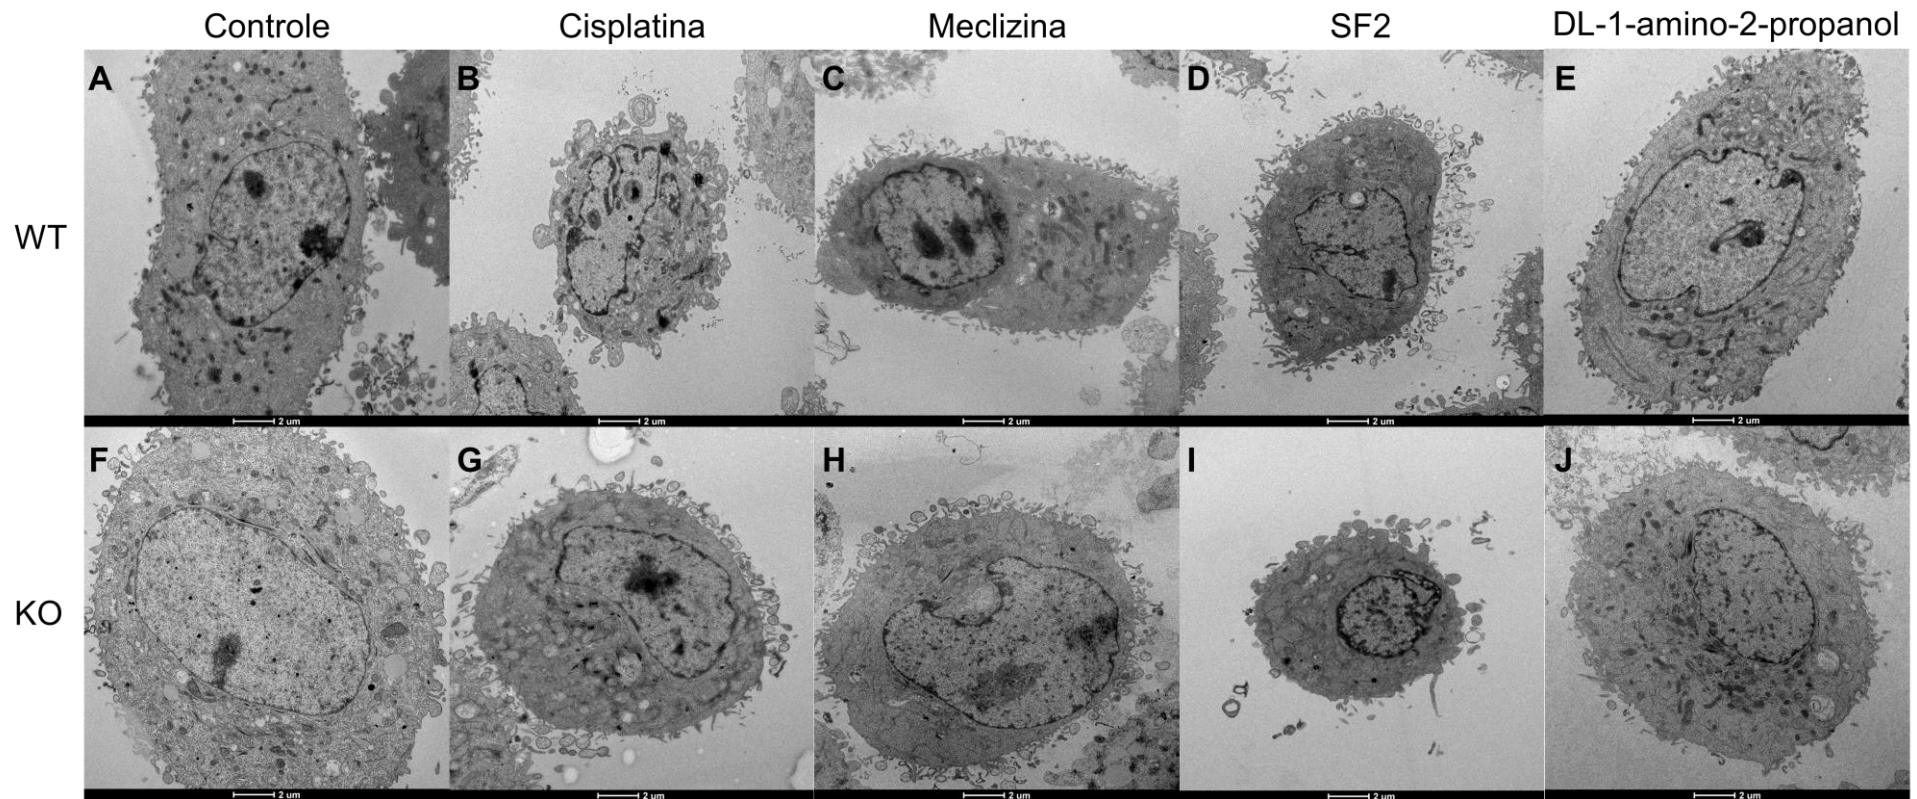 Controle Cisplatina Meclizina SF2 DL-1-amino-2-propanol
WT
A B C D E
2 um 2 um 2 um 2 um 2 um
KO
F G H I J
2 um 2 um 2 um 2 um 2 um